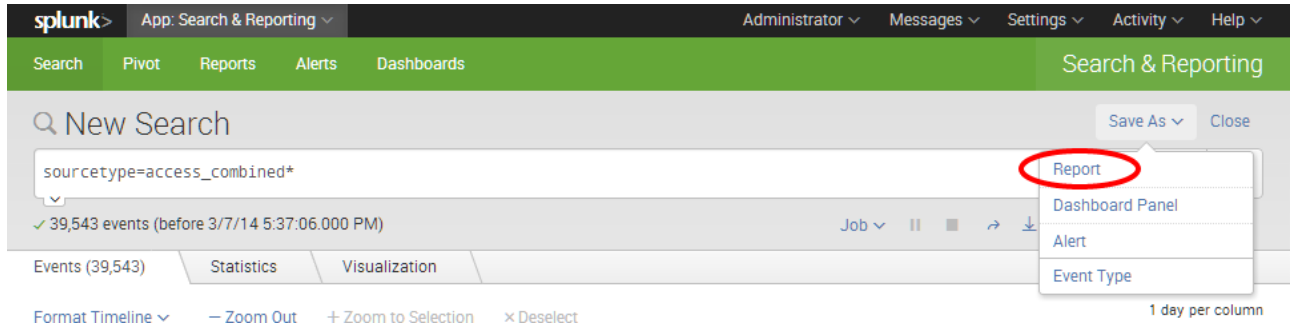 splunk> App: Search & Reporting Administrator Messages Settings Activity Help
Search Pivot Reports Alerts Dashboards Search & Reporting
New Search Save As Close
sourcetype=access_combined*
Report
Dashboard Panel
Alert
Event Type
✓ 39,543 events (before 3/7/14 5:37:06.000 PM) Job
Events (39,543) Statistics Visualization
Format Timeline − Zoom Out + Zoom to Selection × Deselect 1 day per column